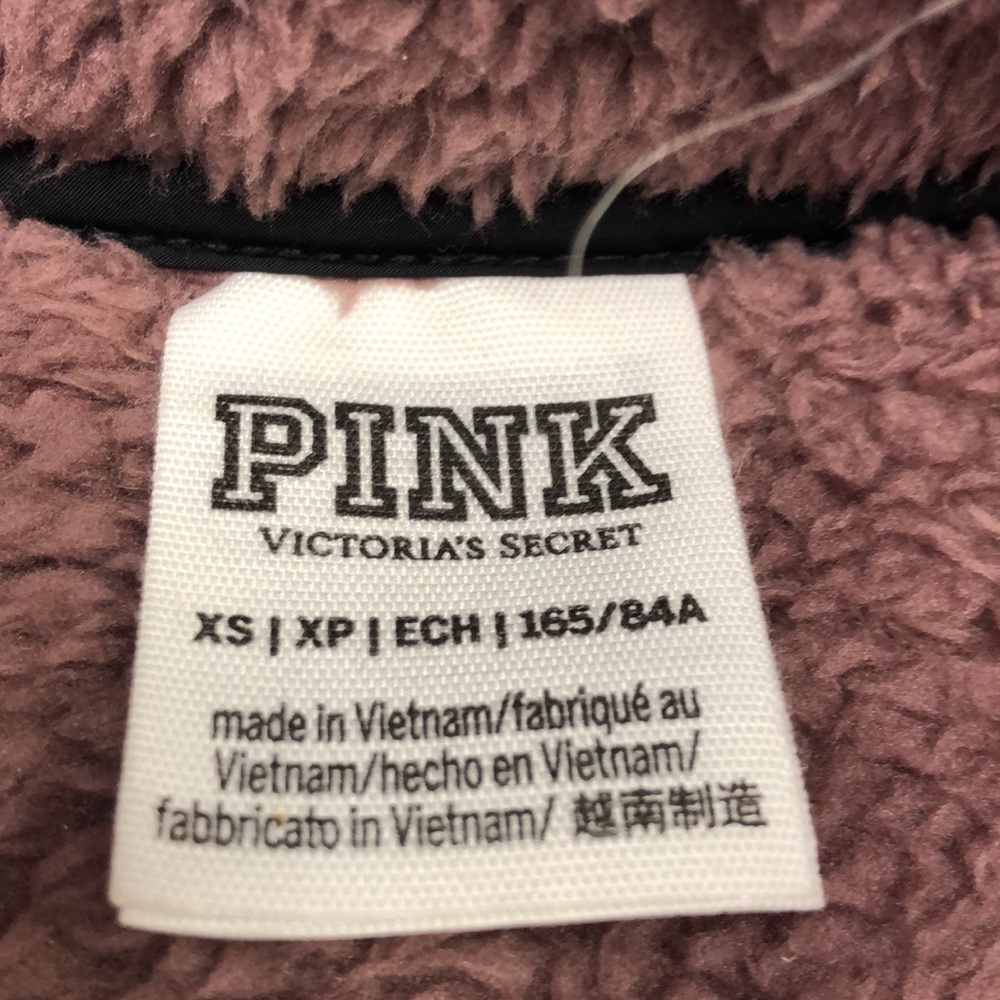 PINK
VICTORIA'S SECRET
XS | XP | ECH | 165/84A
made in Vietnam/fabriqué au
Vietnam/hecho en Vietnam/
fabbricato in Vietnam/ 越南制造